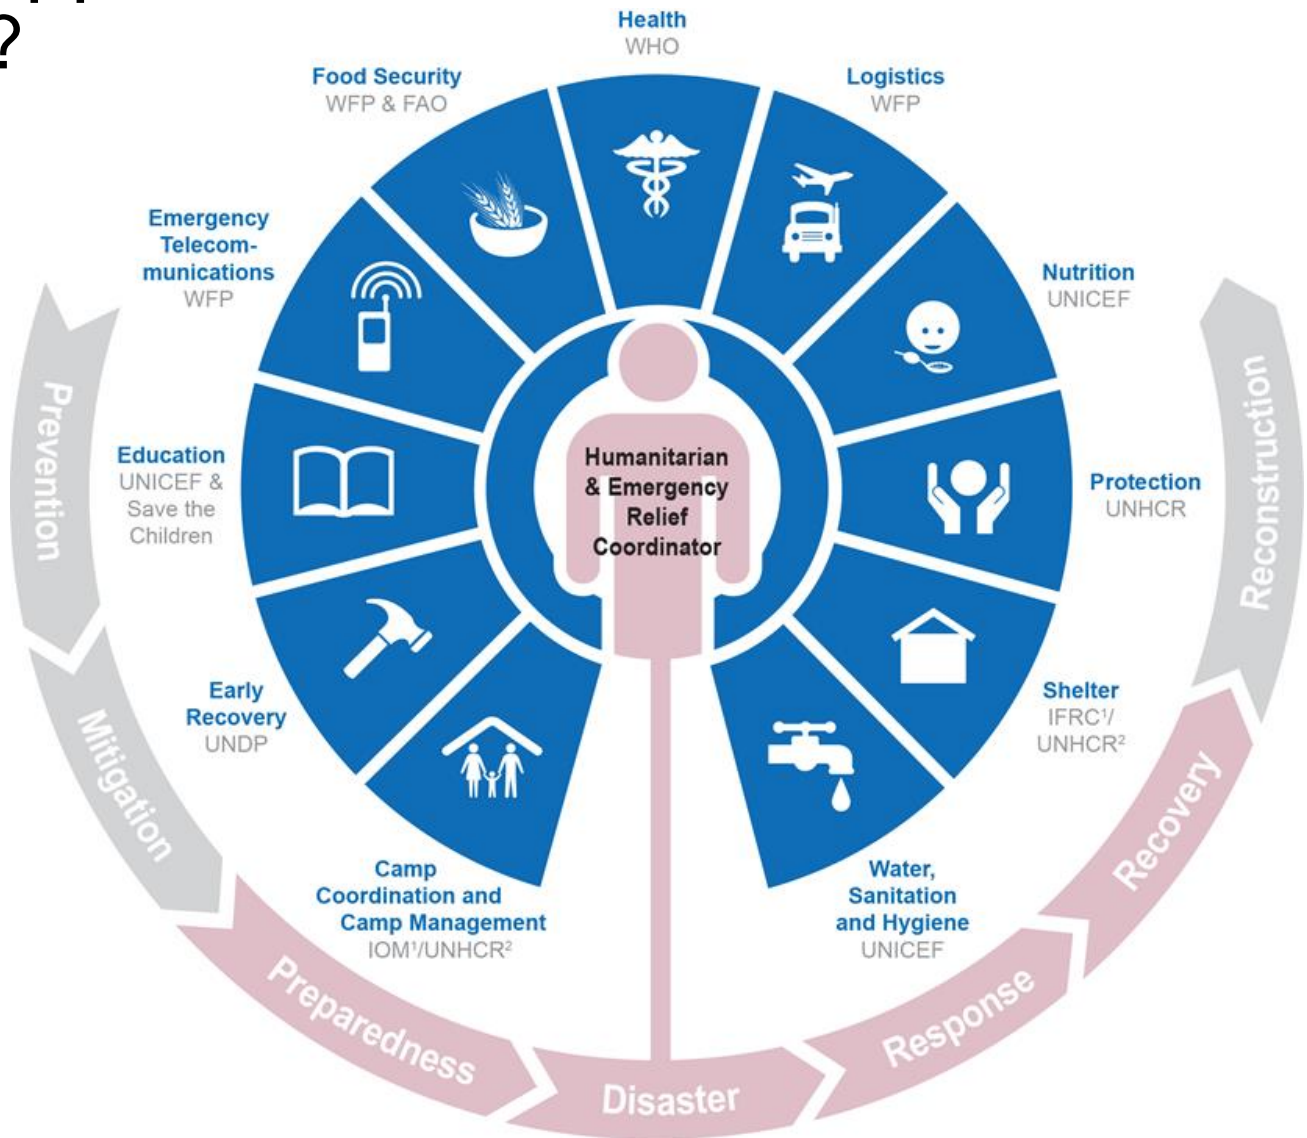 ?
Health
WHO
Food Security
WFP & FAO
Logistics
WFP
Emergency
Telecom-
munications
WFP
Nutrition
UNICEF
Education
UNICEF &
Save the
Children
Humanitarian
& Emergency
Relief
Coordinator
Protection
UNHCR
Early
Recovery
UNDP
Shelter
IFRC¹/
UNHCR²
Camp
Coordination and
Camp Management
IOM¹/UNHCR²
Water,
Sanitation
and Hygiene
UNICEF
Prevention
Mitigation
Preparedness
Disaster
Response
Recovery
Reconstruction